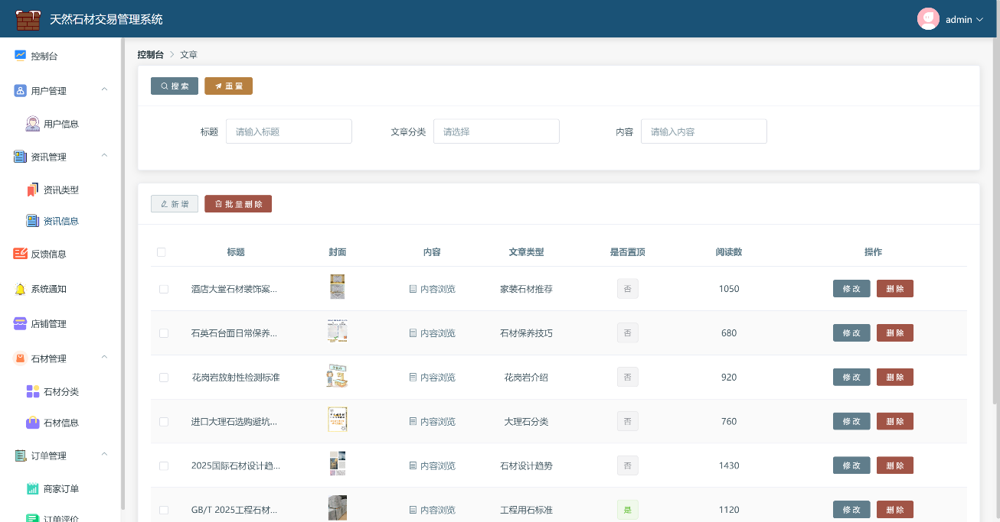 天然石材交易管理系统
admin
控制台
用户管理
用户信息
资讯管理
资讯类型
资讯信息
反馈信息
系统通知
店铺管理
石材管理
石材分类
石材信息
订单管理
商家订单
订单评价
控制台 > 文章
搜索 重置
标题 请输入标题 文章分类 请选择 内容 请输入内容
新增 批量删除
标题 封面 内容 文章类型 是否置顶 阅读数 操作
酒店大堂石材装饰案... 内容浏览 家装石材推荐 否 1050 修改 删除
石英石台面日常保养... 内容浏览 石材保养技巧 否 680 修改 删除
花岗岩放射性检测标准 内容浏览 花岗岩介绍 否 920 修改 删除
进口大理石选购避坑... 内容浏览 大理石分类 否 760 修改 删除
2025国际石材设计趋... 内容浏览 石材设计趋势 否 1430 修改 删除
GB/T 2025工程石材... 内容浏览 工程用石标准 是 1120 修改 删除